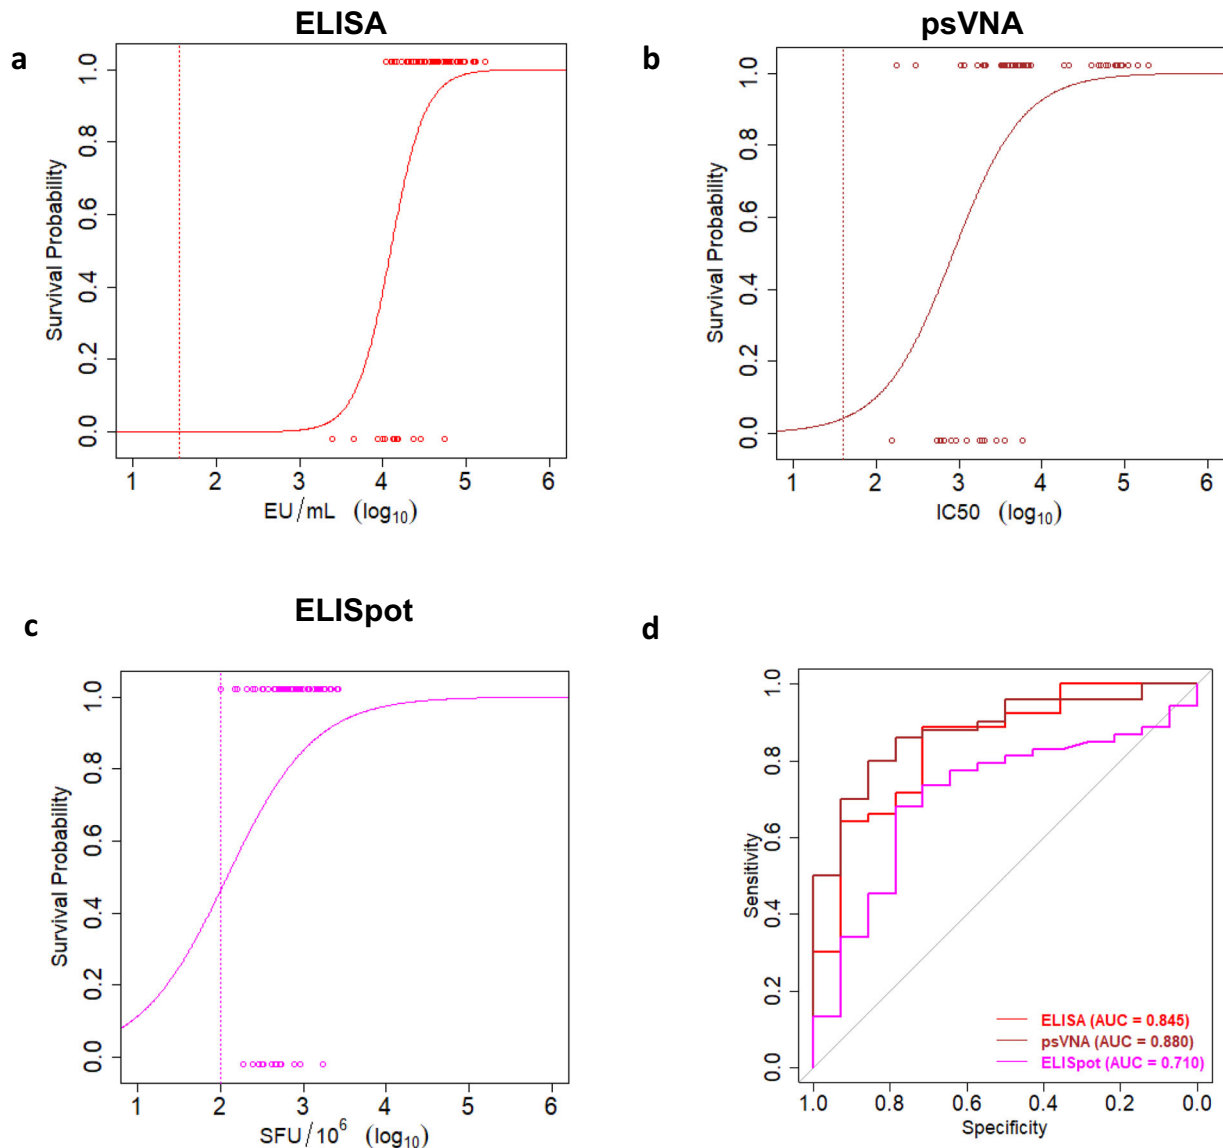 ELISA
psVNA
a
b
Survival Probability
0.0 0.2 0.4 0.6 0.8 1.0
1 2 3 4 5 6
EU/mL (log₁₀)
Survival Probability
0.0 0.2 0.4 0.6 0.8 1.0
1 2 3 4 5 6
IC50 (log₁₀)
ELISpot
c
d
Survival Probability
0.0 0.2 0.4 0.6 0.8 1.0
1 2 3 4 5 6
SFU/10⁶ (log₁₀)
Sensitivity
0.0 0.2 0.4 0.6 0.8 1.0
ELISA (AUC = 0.845)
psVNA (AUC = 0.880)
ELISpot (AUC = 0.710)
1.0 0.8 0.6 0.4 0.2 0.0
Specificity